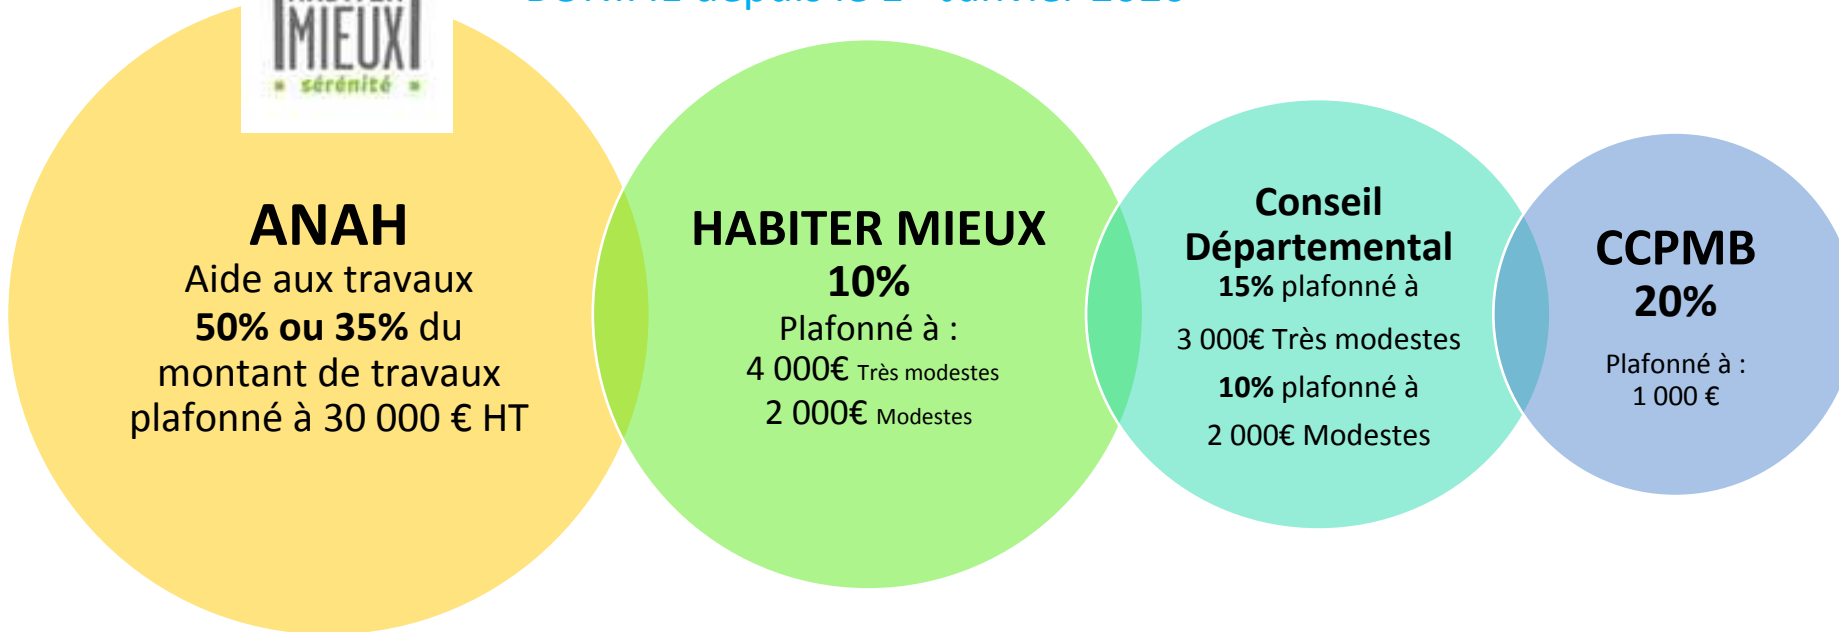 MIEUX
• sérénité •
ANAH
Aide aux travaux
50% ou 35% du
montant de travaux
plafonné à 30 000 € HT
HABITER MIEUX
10%
Plafonné à :
4 000€ Très modestes
2 000€ Modestes
Conseil
Départemental
15% plafonné à
3 000€ Très modestes
10% plafonné à
2 000€ Modestes
CCPMB
20%
Plafonné à :
1 000 €